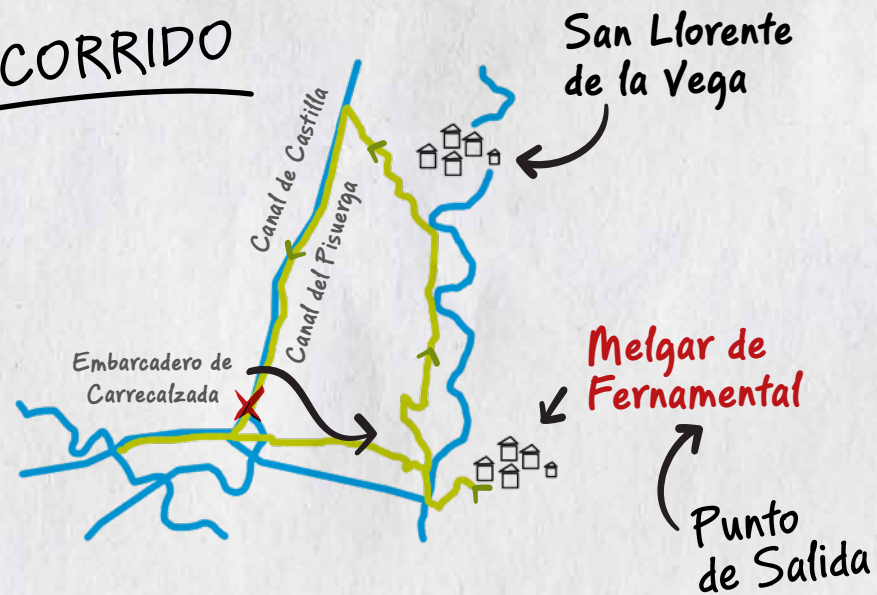 CORRIDO
San Llorente
de la Vega
Canal de Castilla
Canal del Pisuerga
Embarcadero de
Carrecalzada
Melgar de
Fernamental
Punto
de Salida